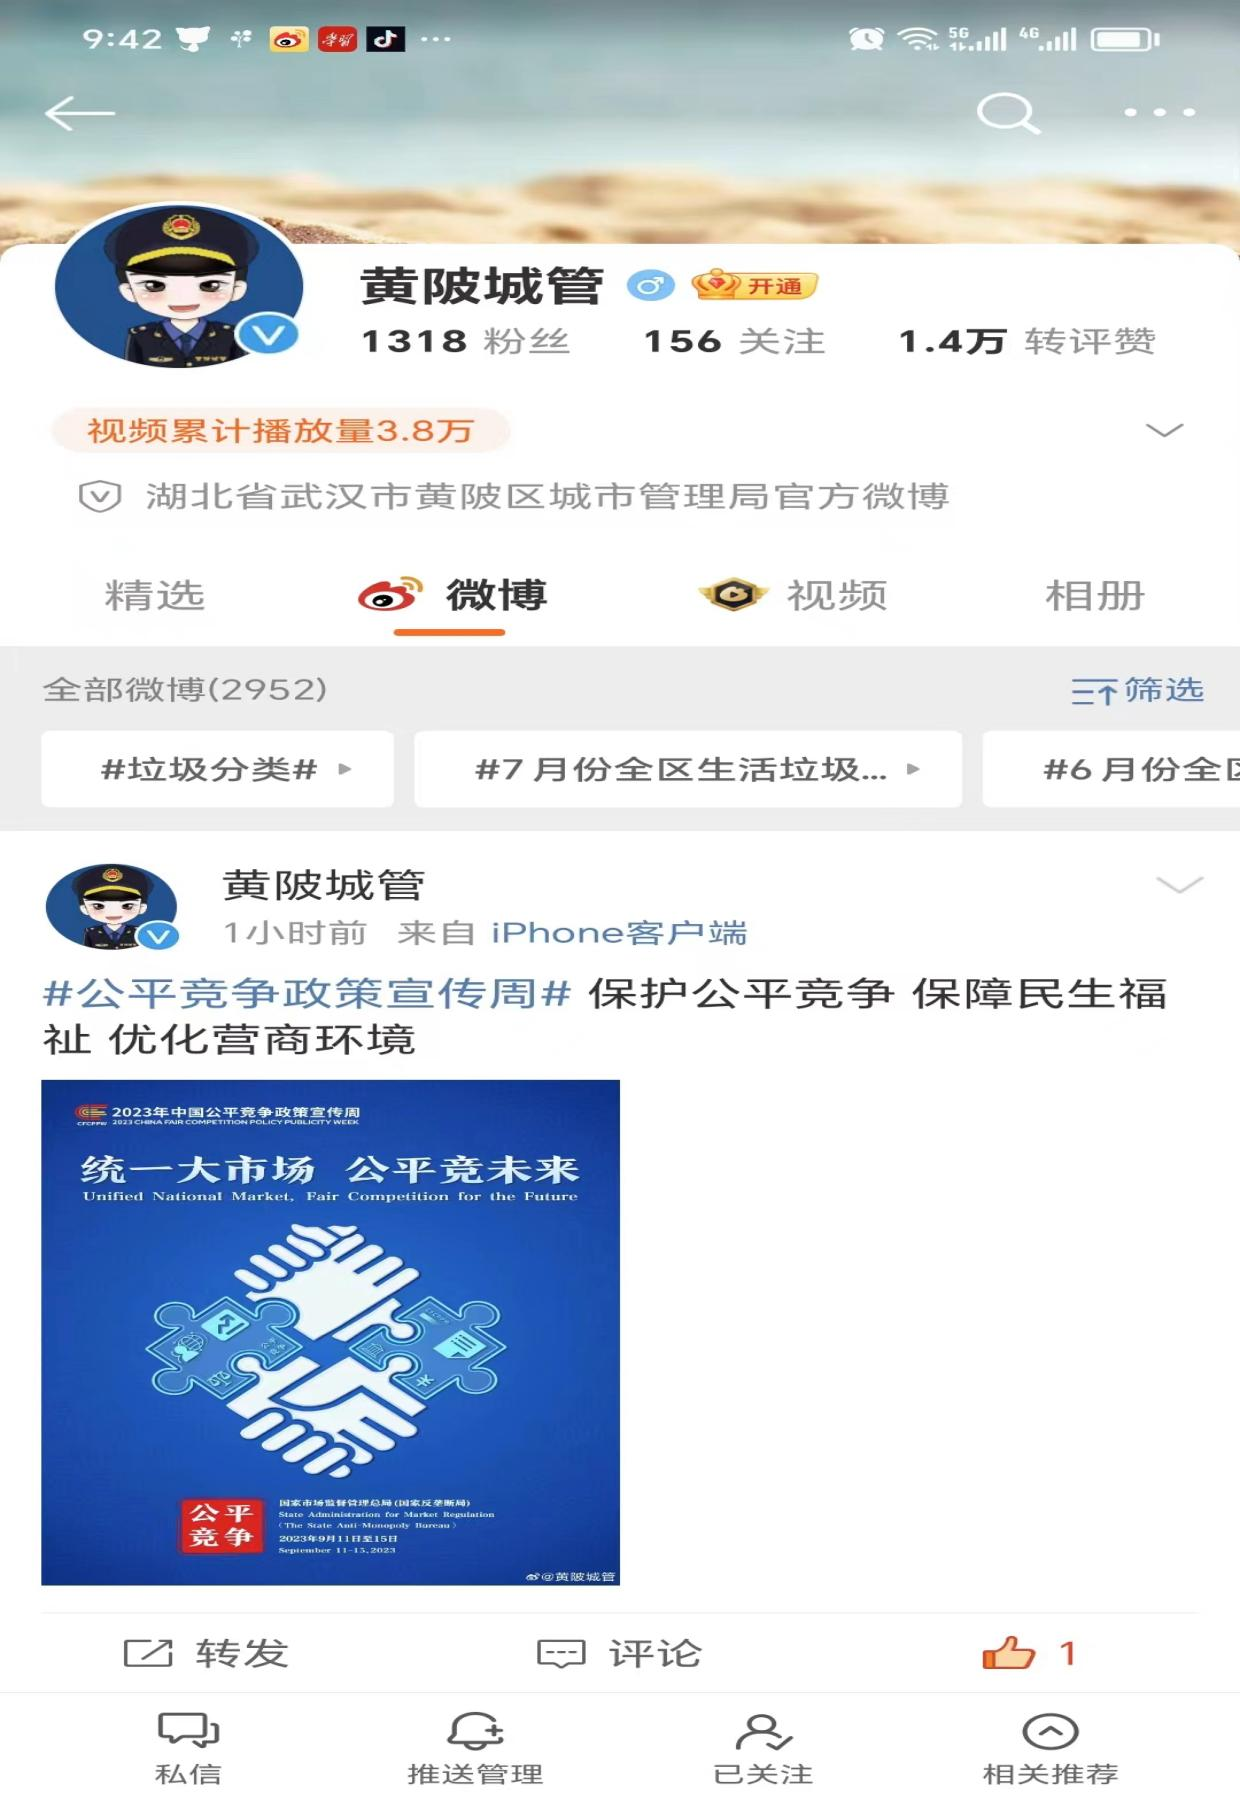 9:42
学习
5G 4G
黄陂城管 开通
1318 粉丝 156 关注 1.4万 转评赞
视频累计播放量3.8万
湖北省武汉市黄陂区城市管理局官方微博
精选 微博 视频 相册
全部微博(2952) 筛选
#垃圾分类# #7 月份全区生活垃圾... #6 月份全区
黄陂城管
1小时前 来自 iPhone客户端
#公平竞争政策宣传周# 保护公平竞争 保障民生福
祉 优化营商环境
2023年中国公平竞争政策宣传周
CFCPPW 2023 CHINA FAIR COMPETITION POLICY PUBLICITY WEEK
统一大市场 公平竞未来
Unified National Market, Fair Competition for the Future
公平
竞争
国家市场监督管理总局(国家反垄断局)
State Administration for Market Regulation
(The State Anti-Monopoly Bureau)
2023年9月11日至15日
September 11-15,2023
@黄陂城管
转发 评论 1
私信 推送管理 已关注 相关推荐